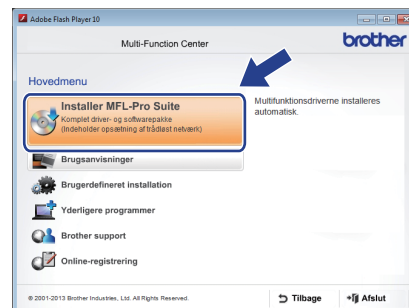 Adobe Flash Player 10
Multi-Function Center
brother
Hovedmenu
Installer MFL-Pro Suite
Komplet driver- og softwarepakke
(Indeholder opsætning af trådløst netværk)
Multifunktionsdriverne installeres
automatisk.
Brugsanvisninger
Brugerdefineret installation
Yderligere programmer
Brother support
Online-registrering
© 2001-2013 Brother Industries, Ltd. All Rights Reserved.
Tilbage
Afslut